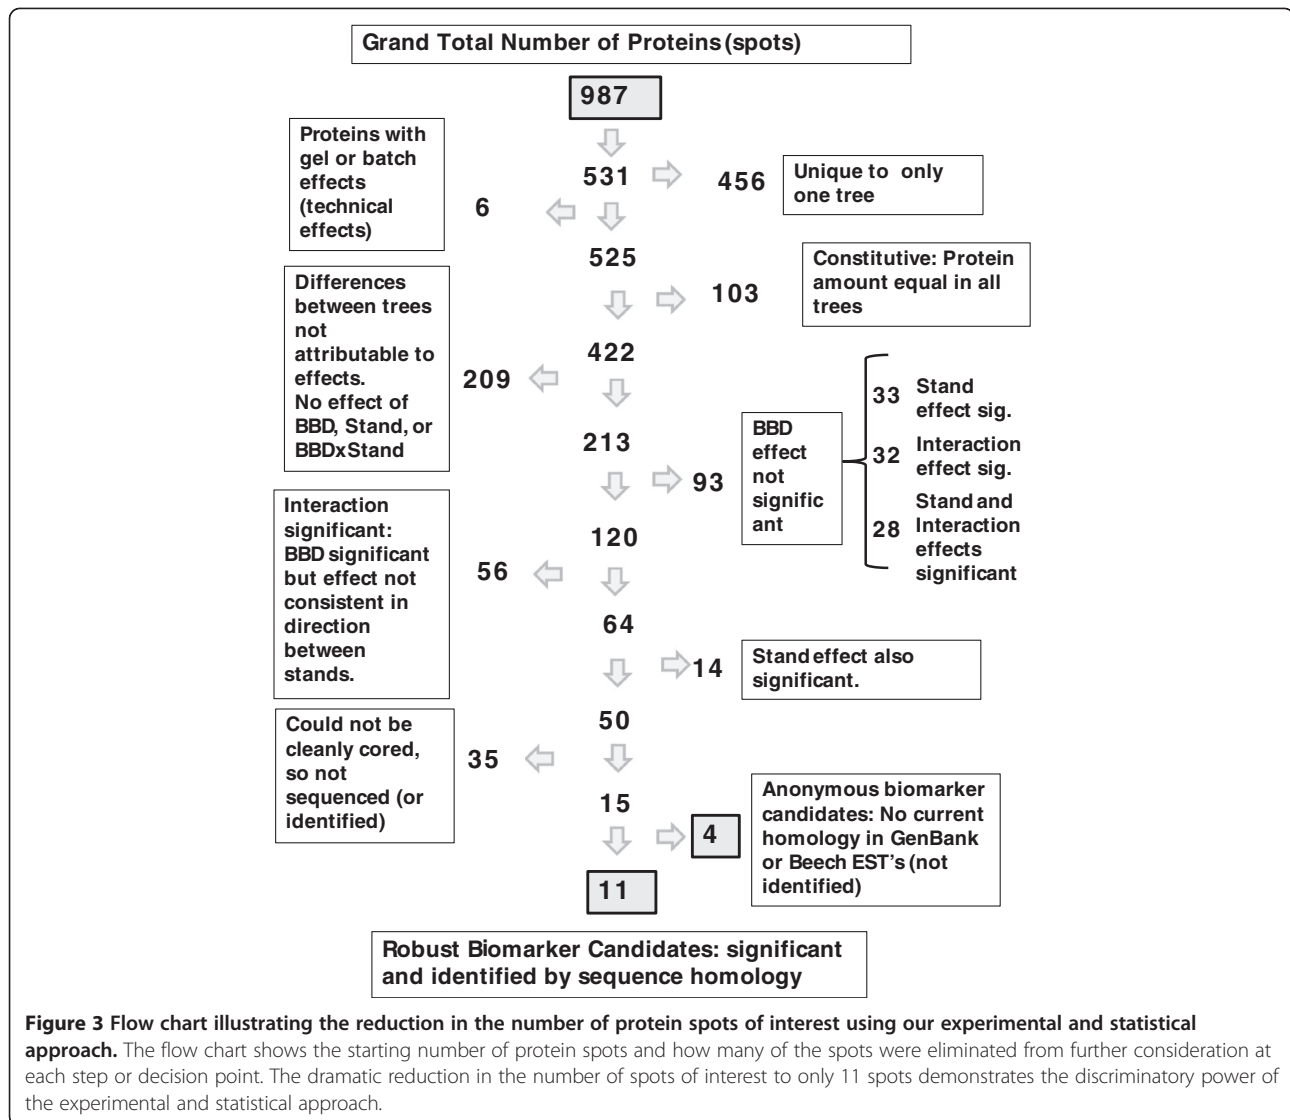 Grand Total Number of Proteins (spots)
987
Proteins with
gel or batch
effects
(technical
effects)
6
531
456
Unique to only
one tree
525
Constitutive: Protein
amount equal in all
trees
103
Differences
between trees
not
attributable to
effects.
No effect of
BBD, Stand, or
BBDxStand
209
422
213
93
BBD
effect
not
signific
ant
33
Stand
effect sig.
32
Interaction
effect sig.
28
Stand and
Interaction
effects
significant
Interaction
significant:
BBD significant
but effect not
consistent in
direction
between
stands.
56
120
64
14
Stand effect also
significant.
50
Could not be
cleanly cored,
so not
sequenced (or
identified)
35
15
4
Anonymous biomarker
candidates: No current
homology in GenBank
or Beech EST's (not
identified)
11
Robust Biomarker Candidates: significant
and identified by sequence homology
Figure 3 Flow chart illustrating the reduction in the number of protein spots of interest using our experimental and statistical
approach. The flow chart shows the starting number of protein spots and how many of the spots were eliminated from further consideration at
each step or decision point. The dramatic reduction in the number of spots of interest to only 11 spots demonstrates the discriminatory power of
the experimental and statistical approach.